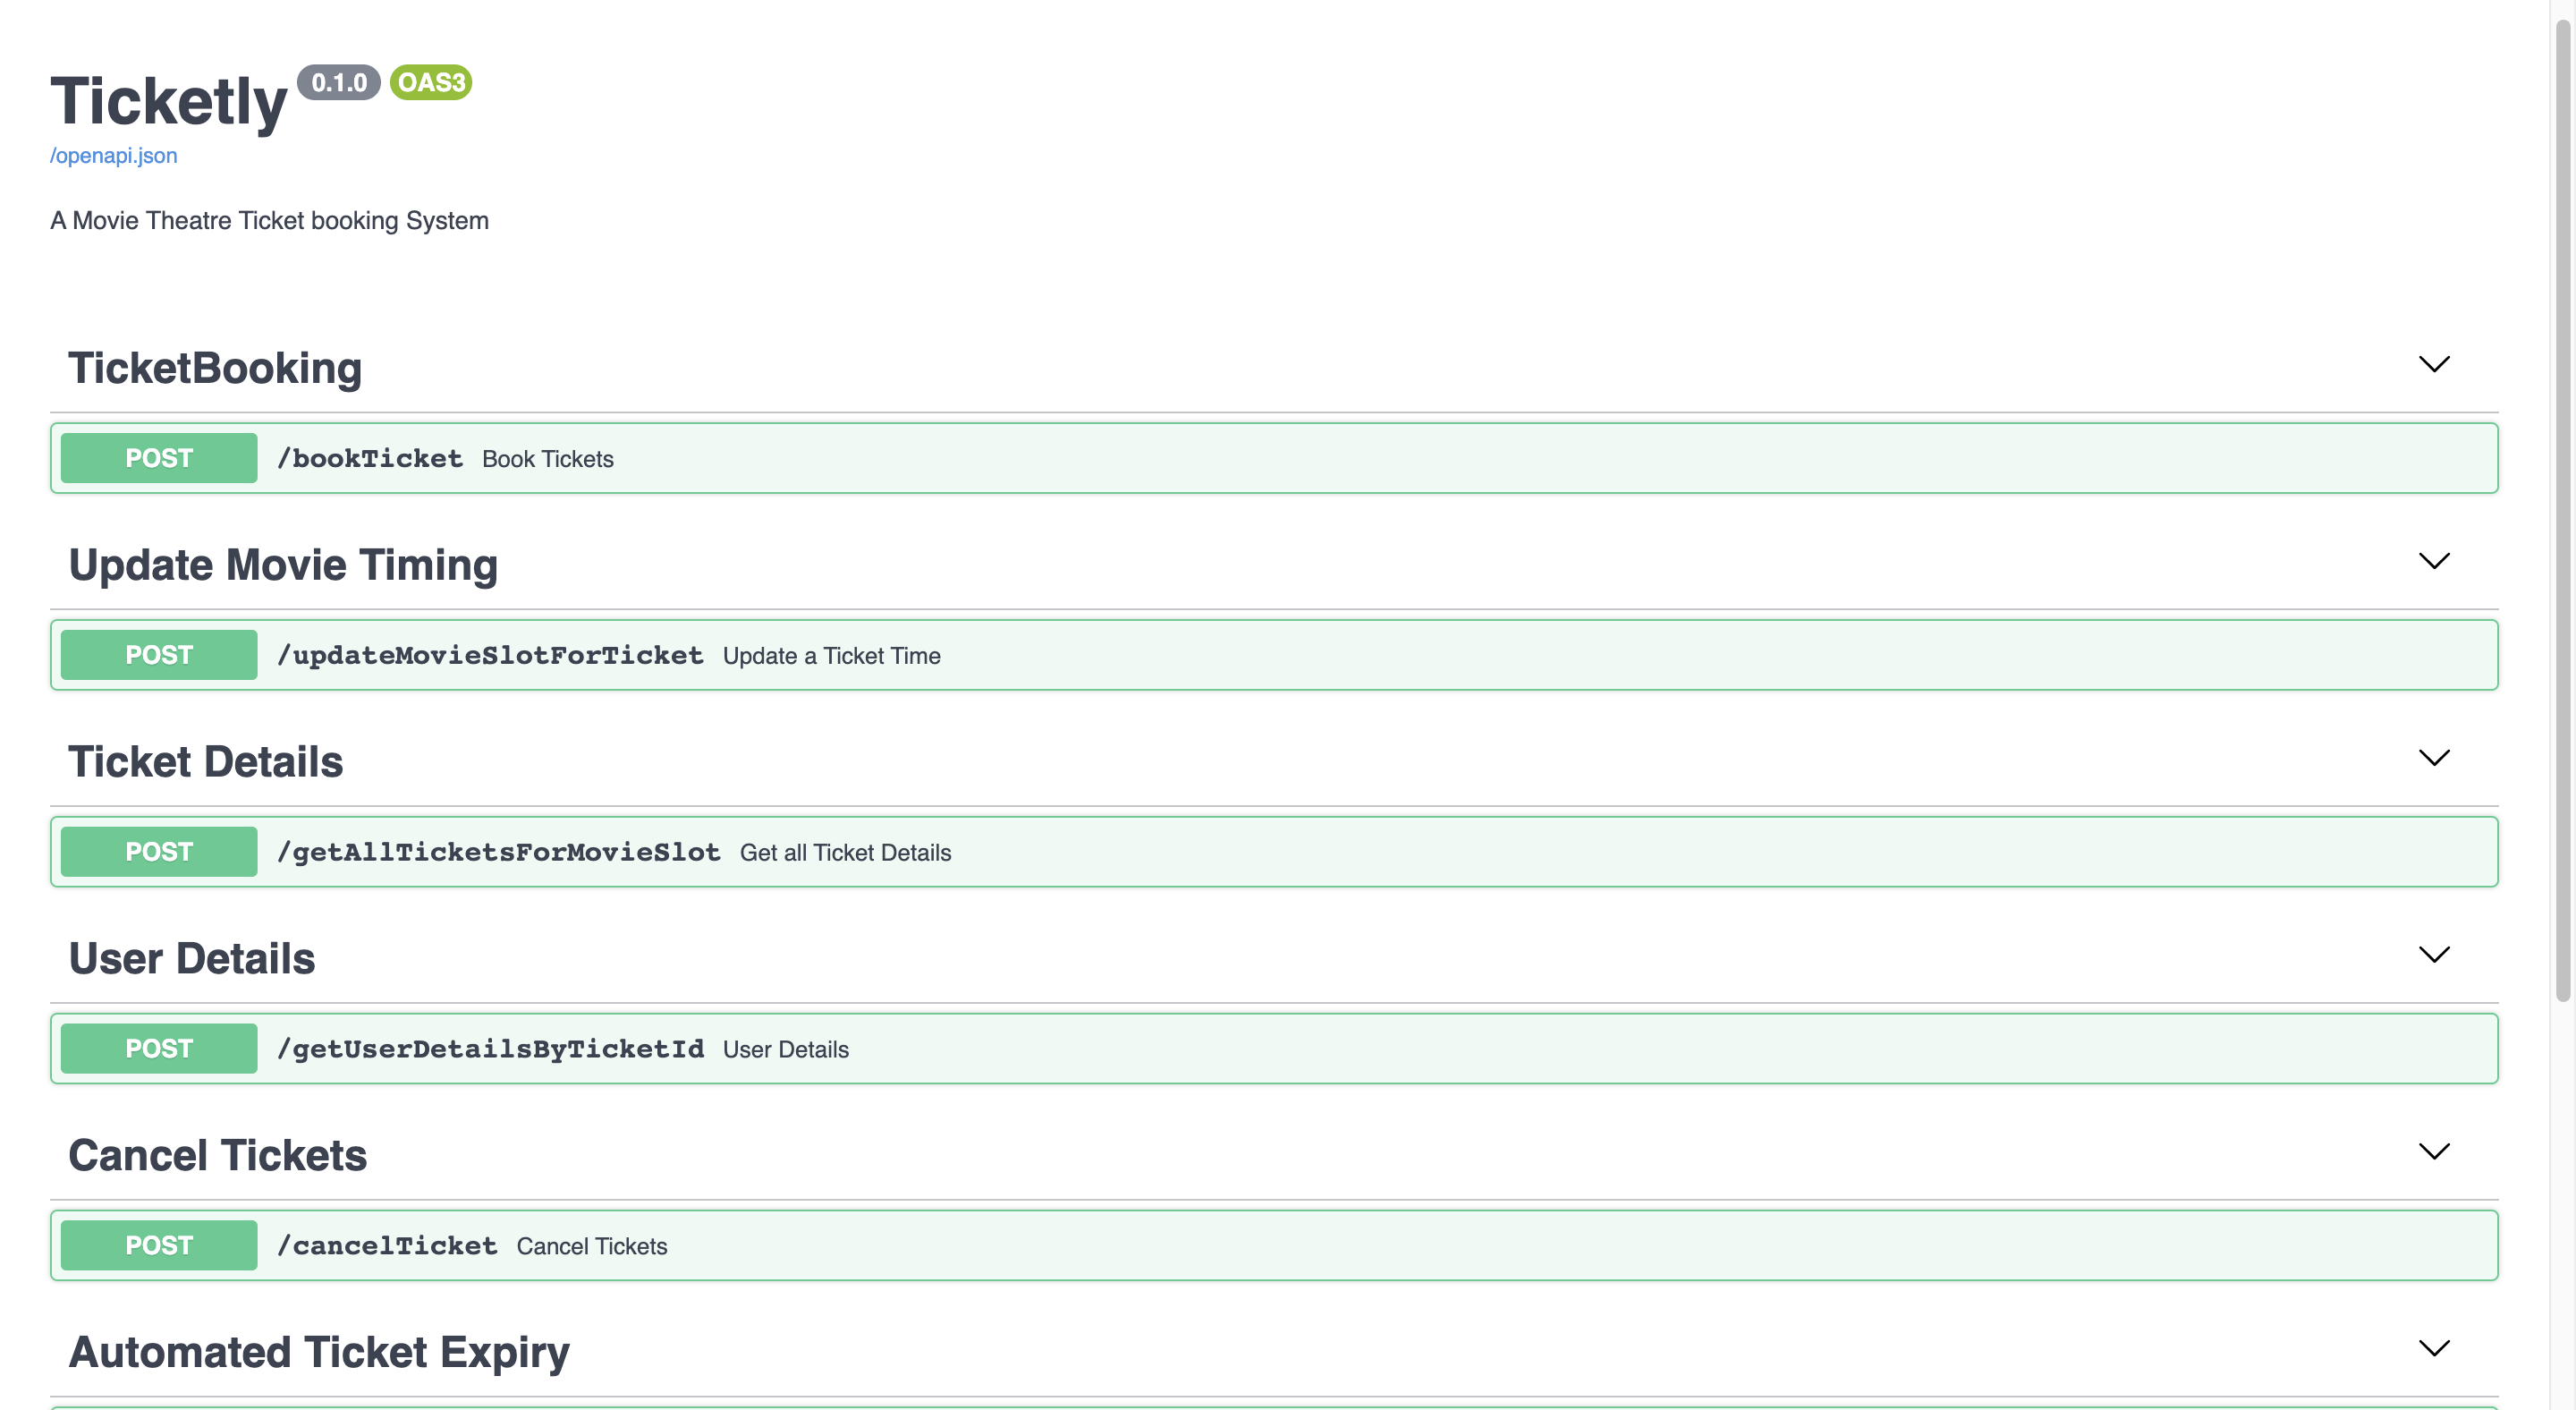 Ticketly 0.1.0 OAS3
/openapi.json
A Movie Theatre Ticket booking System
TicketBooking
POST /bookTicket Book Tickets
Update Movie Timing
POST /updateMovieSlotForTicket Update a Ticket Time
Ticket Details
POST /getAllTicketsForMovieSlot Get all Ticket Details
User Details
POST /getUserDetailsByTicketId User Details
Cancel Tickets
POST /cancelTicket Cancel Tickets
Automated Ticket Expiry